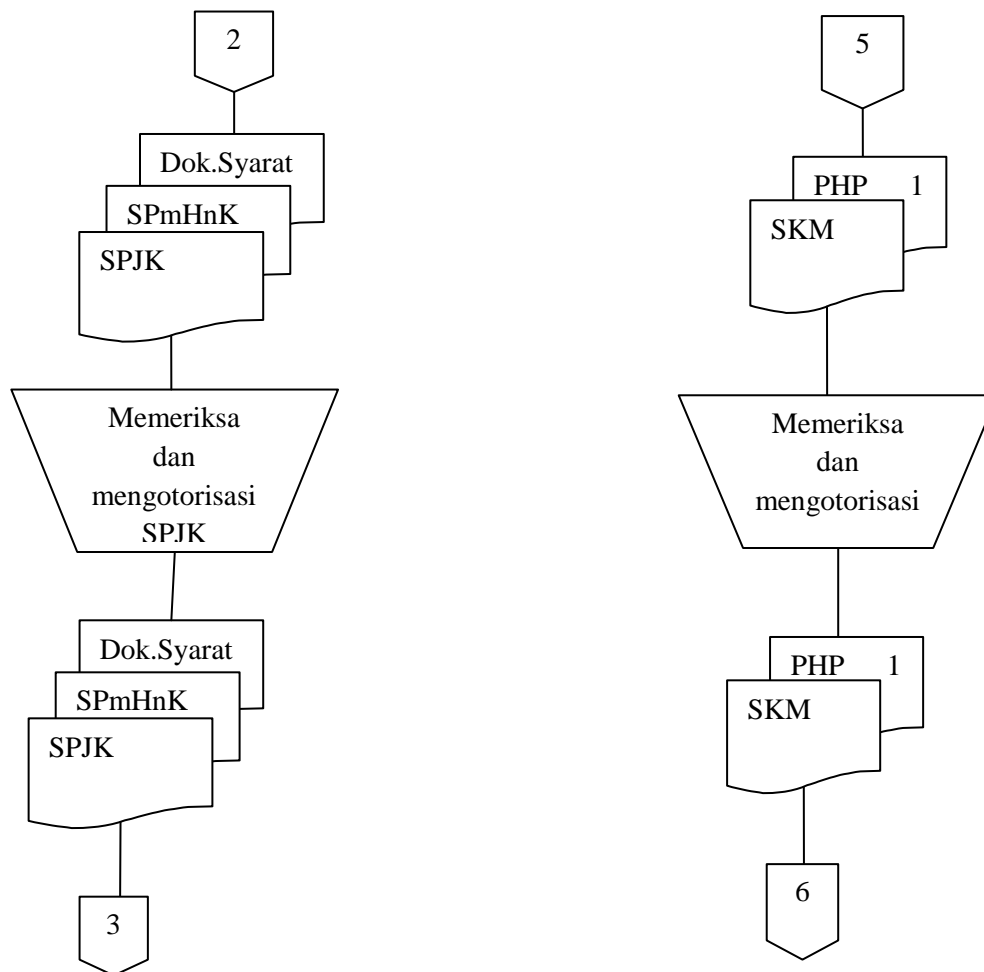 2
Dok.Syarat
SPmHnK
SPJK
Memeriksa
dan
mengotorisasi
SPJK
Dok.Syarat
SPmHnK
SPJK
3
5
PHP 1
SKM
Memeriksa
dan
mengotorisasi
PHP 1
SKM
6